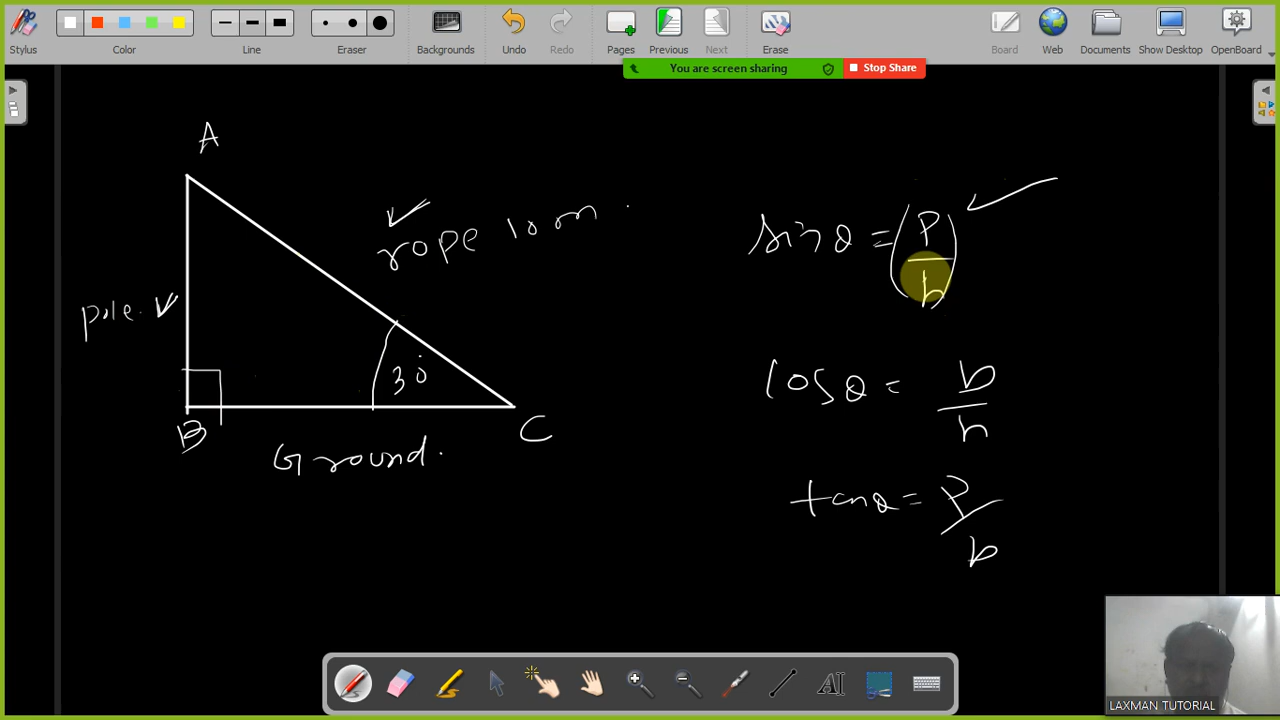 Stylus
Color
Line
Eraser
Backgrounds
Undo
Redo
Pages
Previous
Next
Erase
Board
Web
Documents
Show Desktop
OpenBoard
You are screen sharing
Stop Share
A
rope 10 m.
pole.
30°
B
C
Ground.
sinθ = (P/h)
cosθ = b/h
tanθ = P/b
AI
LAXMAN TUTORIAL